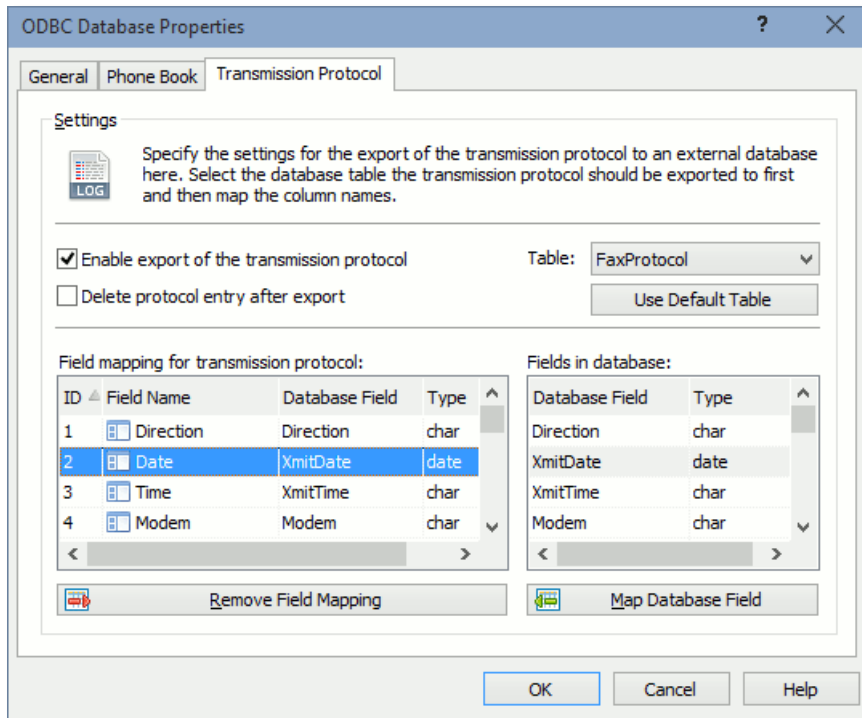 ODBC Database Properties
?
General Phone Book Transmission Protocol
Settings
LOG
Specify the settings for the export of the transmission protocol to an external database
here. Select the database table the transmission protocol should be exported to first
and then map the column names.
Enable export of the transmission protocol
Table: FaxProtocol
Delete protocol entry after export
Use Default Table
Field mapping for transmission protocol:
ID Field Name Database Field Type
1 Direction Direction char
2 Date XmitDate date
3 Time XmitTime char
4 Modem Modem char
Remove Field Mapping
Fields in database:
Database Field Type
Direction char
XmitDate date
XmitTime char
Modem char
Map Database Field
OK Cancel Help